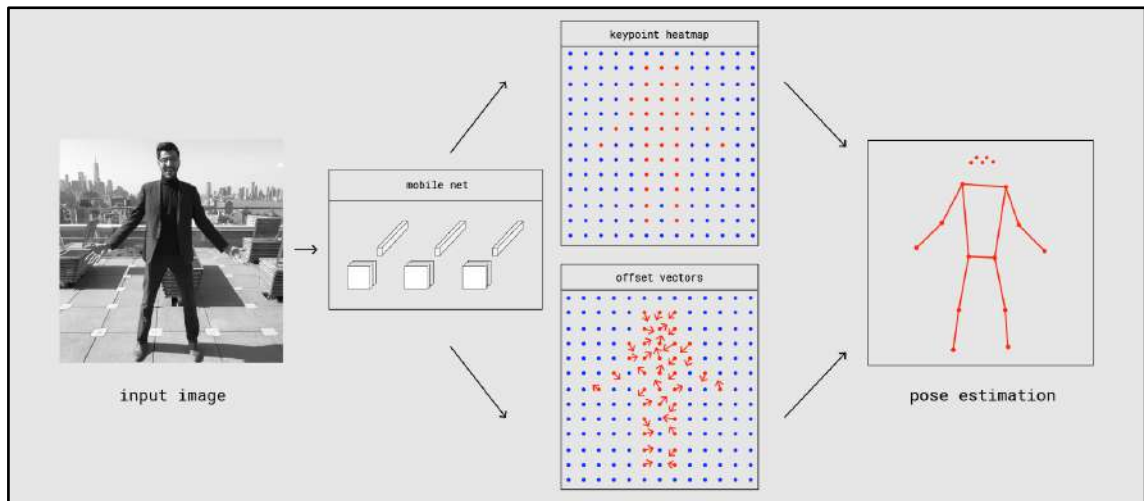 keypoint heatmap
mobile net
offset vectors
input image
pose estimation